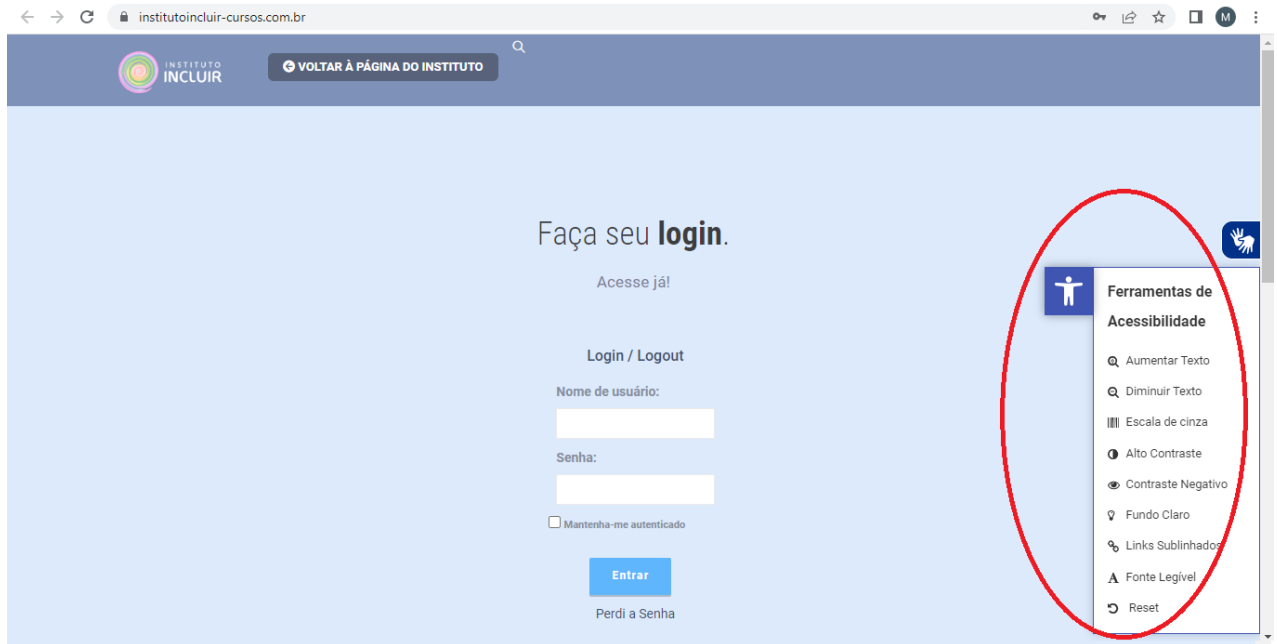 institutoincluir-cursos.com.br
M
INSTITUTO
INCLUIR
VOLTAR À PÁGINA DO INSTITUTO
Faça seu login.
Acesse já!
Login / Logout
Nome de usuário:
Senha:
Mantenha-me autenticado
Entrar
Perdi a Senha
Ferramentas de
Acessibilidade
Aumentar Texto
Diminuir Texto
Escala de cinza
Alto Contraste
Contraste Negativo
Fundo Claro
Links Sublinhados
A Fonte Legível
Reset